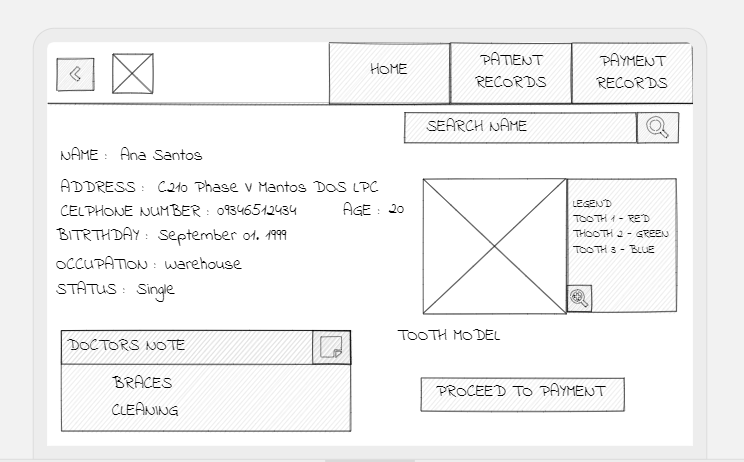 HOME
PATIENT
RECORDS
PAYMENT
RECORDS
SEARCH NAME
NAME : Ana Santos
ADDRESS : C210 Phase V Mantos DOS LPC
CELPHONE NUMBER : 09346512434 AGE : 20
BITRTHDAY : September 01. 1999
OCCUPATION : Warehouse
STATUS : Single
LEGEND
TOOTH 1 - RED
THOOTH 2 - GREEN
TOOTH 3 - BLUE
TOOTH MODEL
DOCTORS NOTE
BRACES
CLEANING
PROCEED TO PAYMENT